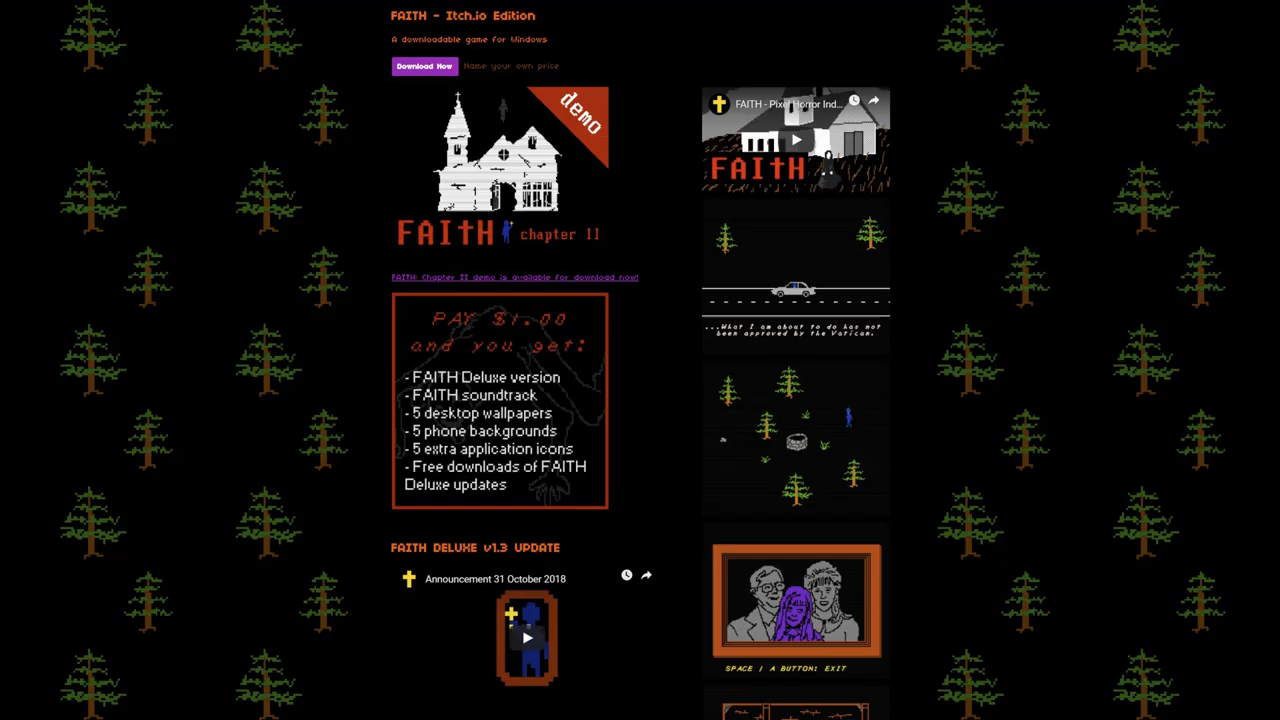 FAITH - Itch.io Edition
A downloadable game for Windows
Download Now Name your own price
demo
FAITH chapter II
FAITH: Chapter II demo is available for download now!
PAY $1.00
and you get:
- FAITH Deluxe version
- FAITH soundtrack
- 5 desktop wallpapers
- 5 phone backgrounds
- 5 extra application icons
- Free downloads of FAITH
Deluxe updates
FAITH DELUXE v1.3 UPDATE
Announcement 31 October 2018
FAITH - Pixel Horror Ind...
FAITH
...What I am about to do has not
been approved by the Vatican.
SPACE / A BUTTON: EXIT